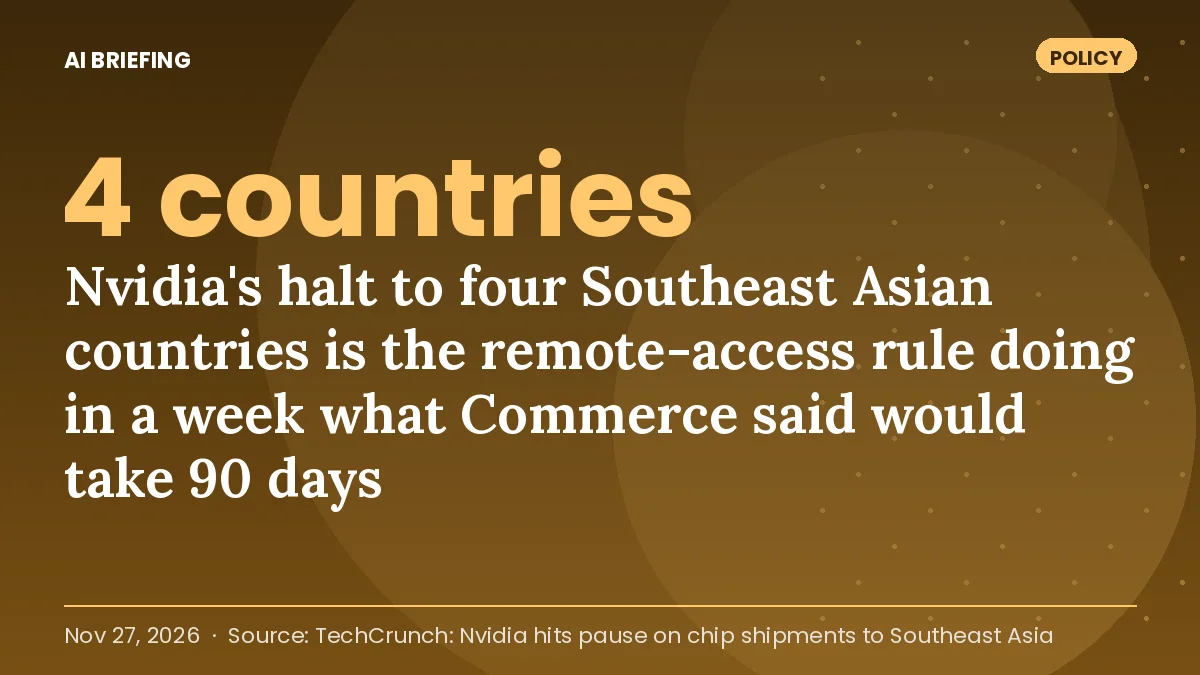 AI BRIEFING
POLICY
4 countries
Nvidia's halt to four Southeast Asian
countries is the remote-access rule doing
in a week what Commerce said would
take 90 days
Nov 27, 2026 · Source: TechCrunch: Nvidia hits pause on chip shipments to Southeast Asia